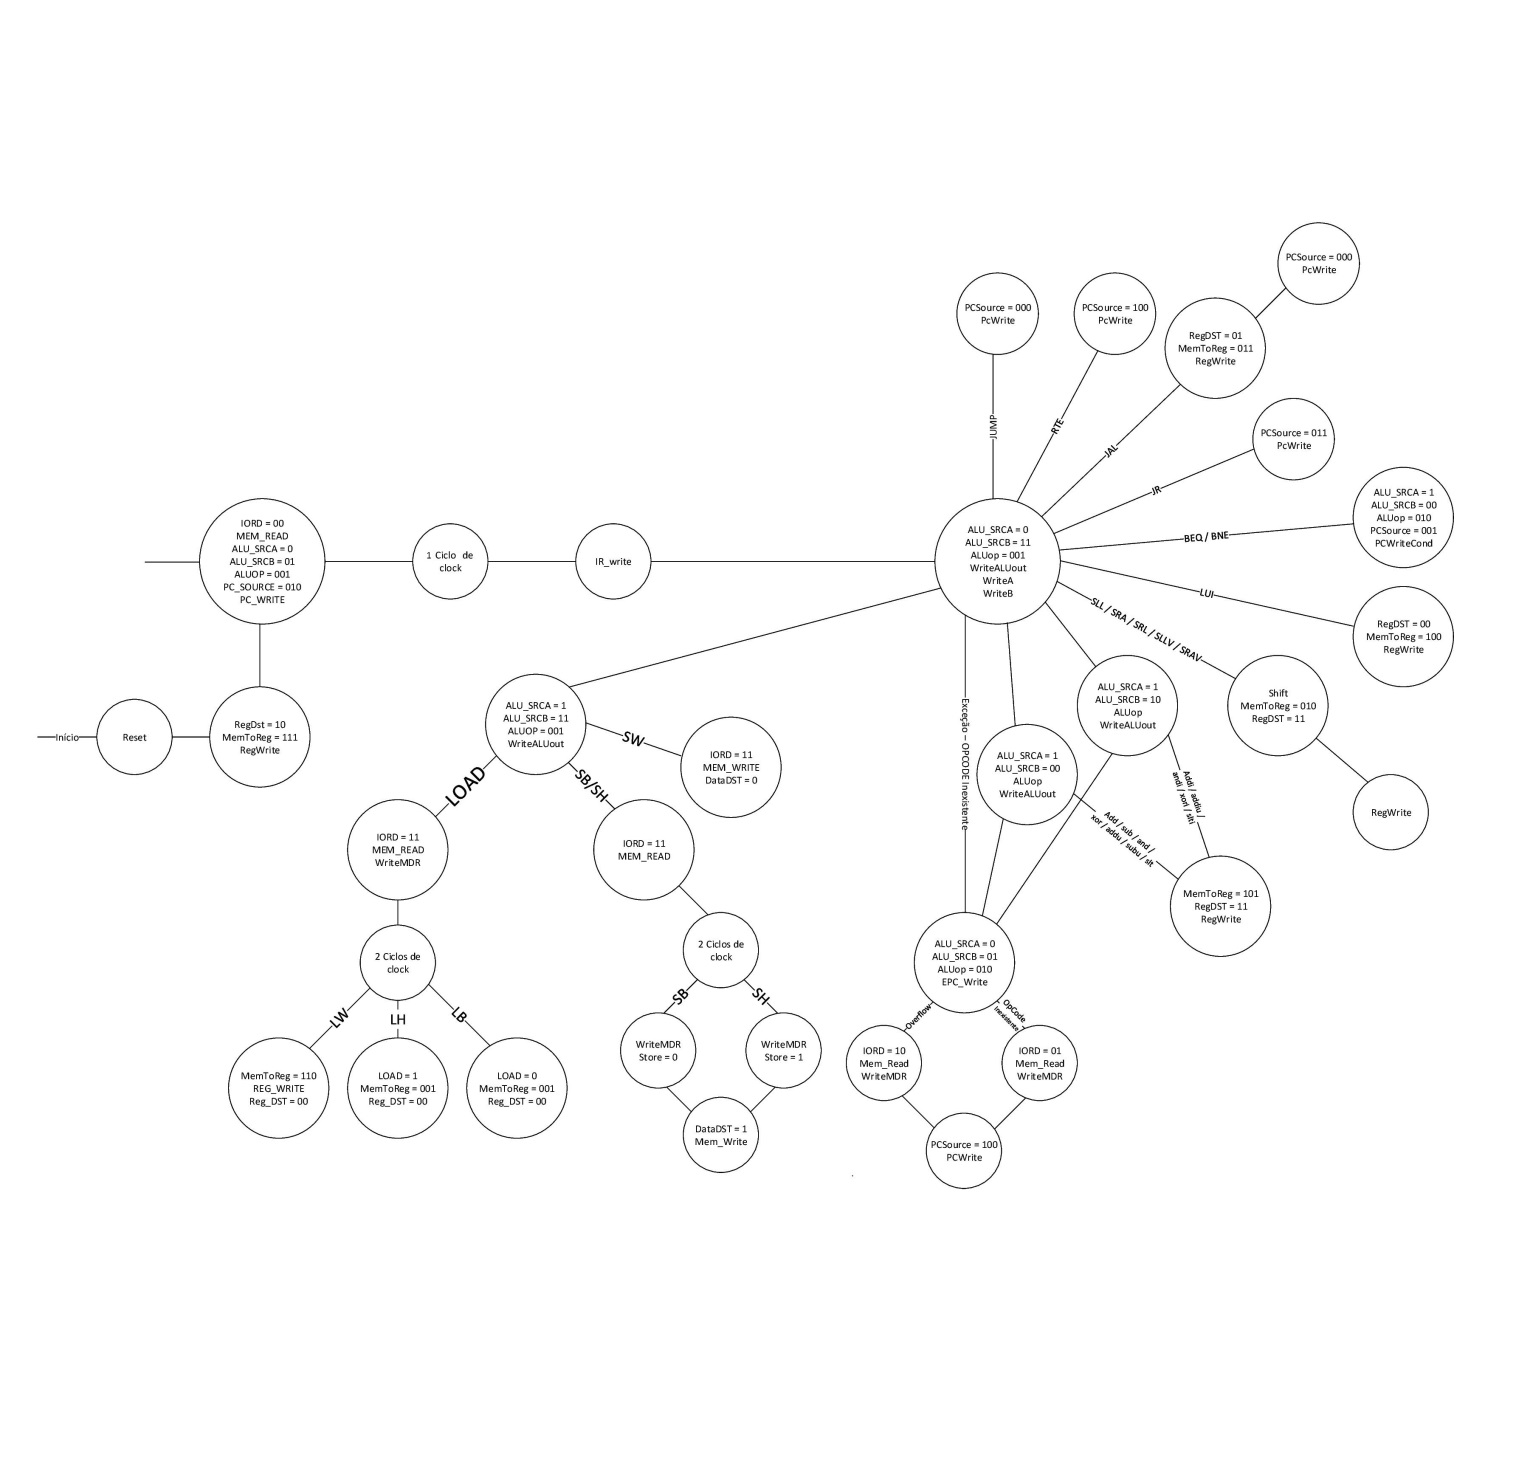 PCSource = 000
PcWrite
PCSource = 000
PcWrite
PCSource = 100
PcWrite
RegDST = 01
MemToReg = 011
RegWrite
JUMP
RTE
JAL
PCSource = 011
PcWrite
JR
ALU_SRCA = 1
ALU_SRCB = 00
ALUop = 010
PCSource = 001
PCWriteCond
BEQ / BNE
IORD = 00
MEM_READ
ALU_SRCA = 0
ALU_SRCB = 01
ALUOP = 001
PC_SOURCE = 010
PC_WRITE
1 Ciclo de
clock
IR_write
ALU_SRCA = 0
ALU_SRCB = 11
ALUop = 001
WriteALUout
WriteA
WriteB
LUI
RegDST = 00
MemToReg = 100
RegWrite
SLL / SRA / SRL / SLLV / SRAV
Shift
MemToReg = 010
RegDST = 11
RegWrite
Início
Reset
RegDst = 10
MemToReg = 111
RegWrite
ALU_SRCA = 1
ALU_SRCB = 11
ALUOP = 001
WriteALUout
SW
IORD = 11
MEM_WRITE
DataDST = 0
LOAD
SB/SH
IORD = 11
MEM_READ
WriteMDR
IORD = 11
MEM_READ
Exceção – OPCODE Inexistente
ALU_SRCA = 1
ALU_SRCB = 00
ALUop
WriteALUout
ALU_SRCA = 1
ALU_SRCB = 10
ALUop
WriteALUout
Addi / addiu /
andi / xori / slti
Add / sub / and /
xor / addu / subu / slt
MemToReg = 101
RegDST = 11
RegWrite
2 Ciclos de
clock
2 Ciclos de
clock
LW
LH
LB
MemToReg = 110
REG_WRITE
Reg_DST = 00
LOAD = 1
MemToReg = 001
Reg_DST = 00
LOAD = 0
MemToReg = 001
Reg_DST = 00
SB
SH
WriteMDR
Store = 0
WriteMDR
Store = 1
DataDST = 1
Mem_Write
ALU_SRCA = 0
ALU_SRCB = 01
ALUop = 010
EPC_Write
Overflow
OpCode
inexistente
IORD = 10
Mem_Read
WriteMDR
IORD = 01
Mem_Read
WriteMDR
PCSource = 100
PCWrite